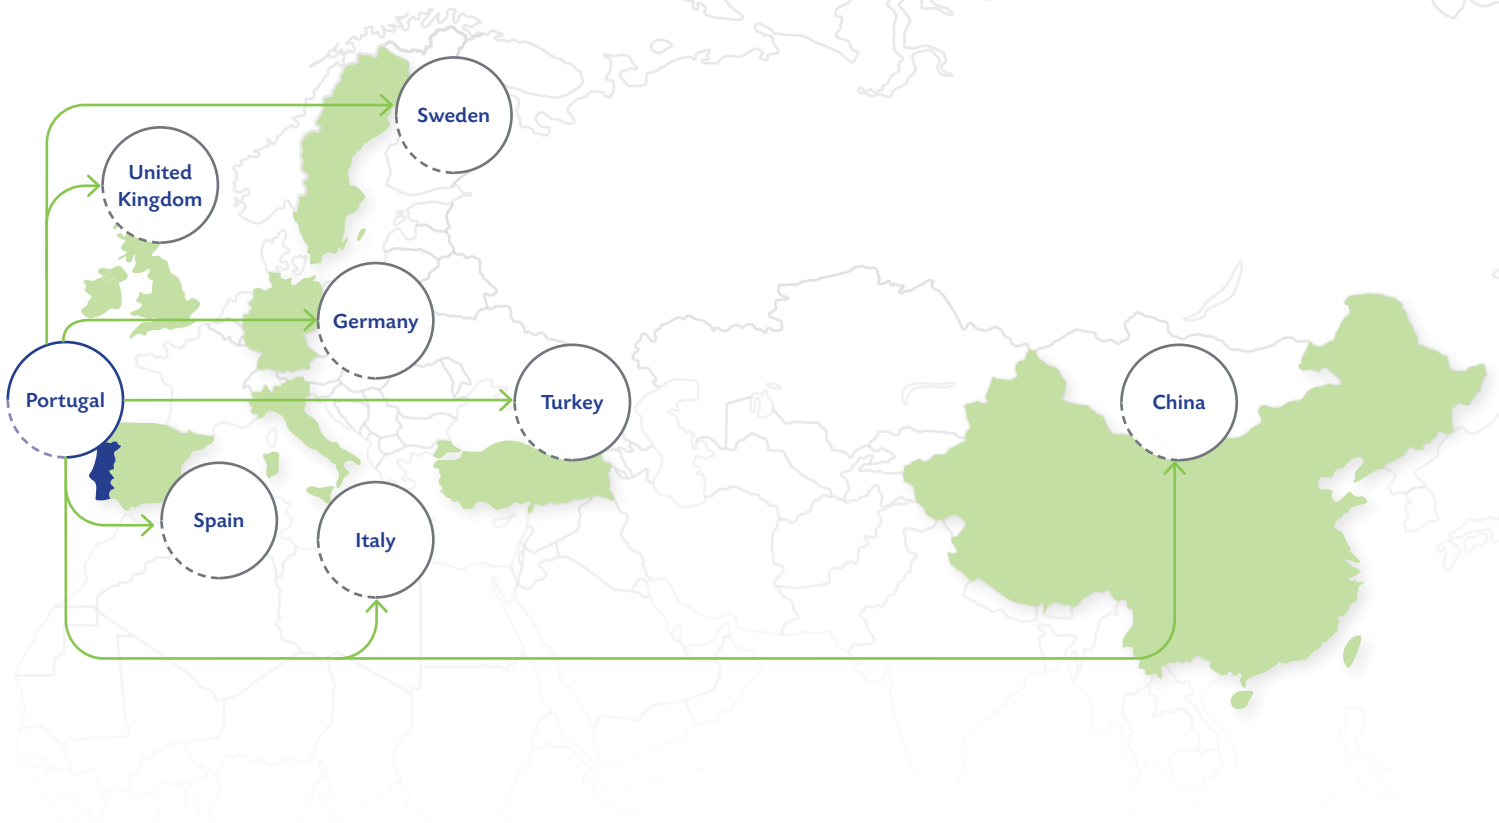 Sweden
United
Kingdom
Germany
Portugal
Turkey
China
Spain
Italy